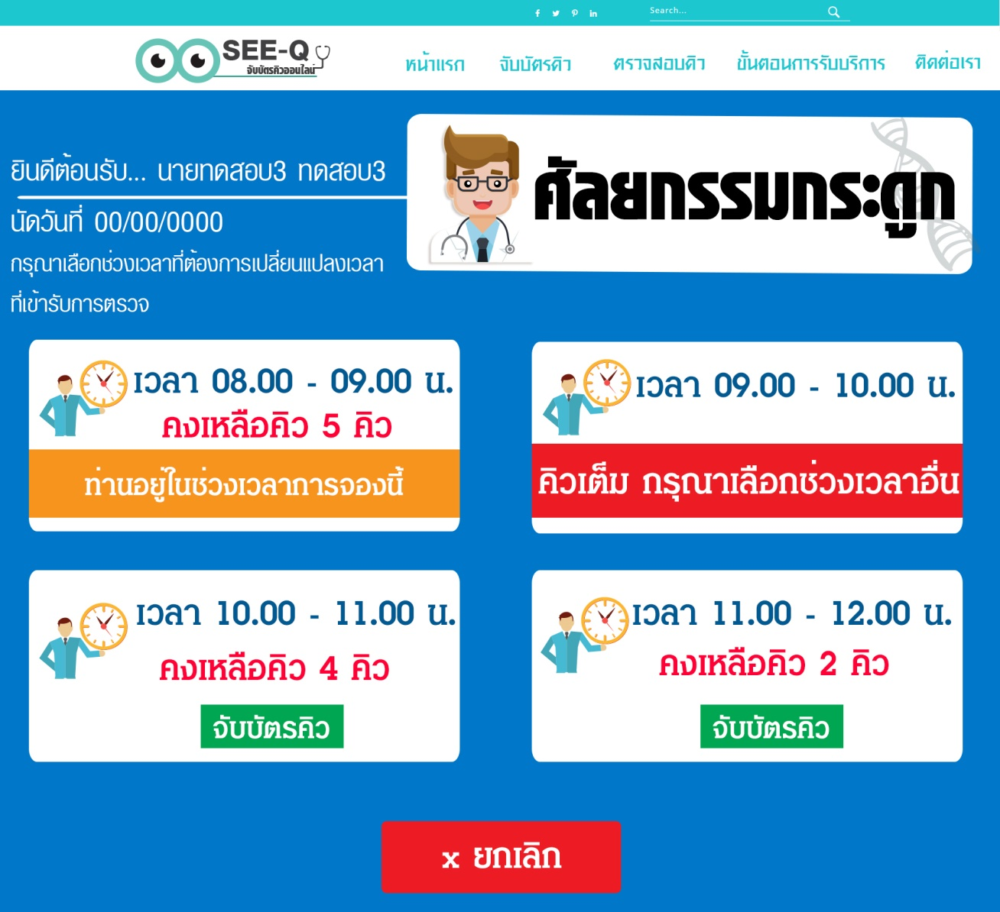 Search...
SEE-Q
จับบัตรคิวออนไลน์
หน้าแรก จับบัตรคิว ตรวจสอบคิว ขั้นตอนการรับบริการ ติดต่อเรา
ยินดีต้อนรับ... นายทดสอบ3 ทดสอบ3
นัดวันที่ 00/00/0000
กรุณาเลือกช่วงเวลาที่ต้องการเปลี่ยนแปลงเวลา
ที่เข้ารับการตรวจ
ศัลยกรรมกระดูก
เวลา 08.00 - 09.00 น.
คงเหลือคิว 5 คิว
ท่านอยู่ในช่วงเวลาการจองนี้
เวลา 09.00 - 10.00 น.
คิวเต็ม กรุณาเลือกช่วงเวลาอื่น
เวลา 10.00 - 11.00 น.
คงเหลือคิว 4 คิว
จับบัตรคิว
เวลา 11.00 - 12.00 น.
คงเหลือคิว 2 คิว
จับบัตรคิว
x ยกเลิก